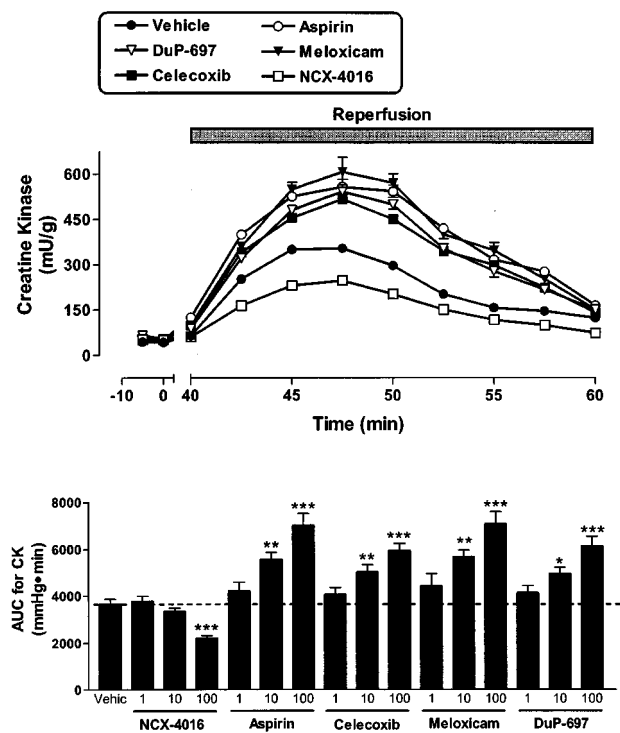 Vehicle Aspirin
DuP-697 Meloxicam
Celecoxib NCX-4016
Reperfusion
600
450
300
150
0
Creatine Kinase
(mU/g)
-10 0 40 45 50 55 60
Time (min)
8000
6000
4000
2000
0
AUC for CK
(mmHg•min)
*** ** *** ** *** ** *** * ***
Vehic 1 10 100 1 10 100 1 10 100 1 10 100 1 10 100
NCX-4016 Aspirin Celecoxib Meloxicam DuP-697